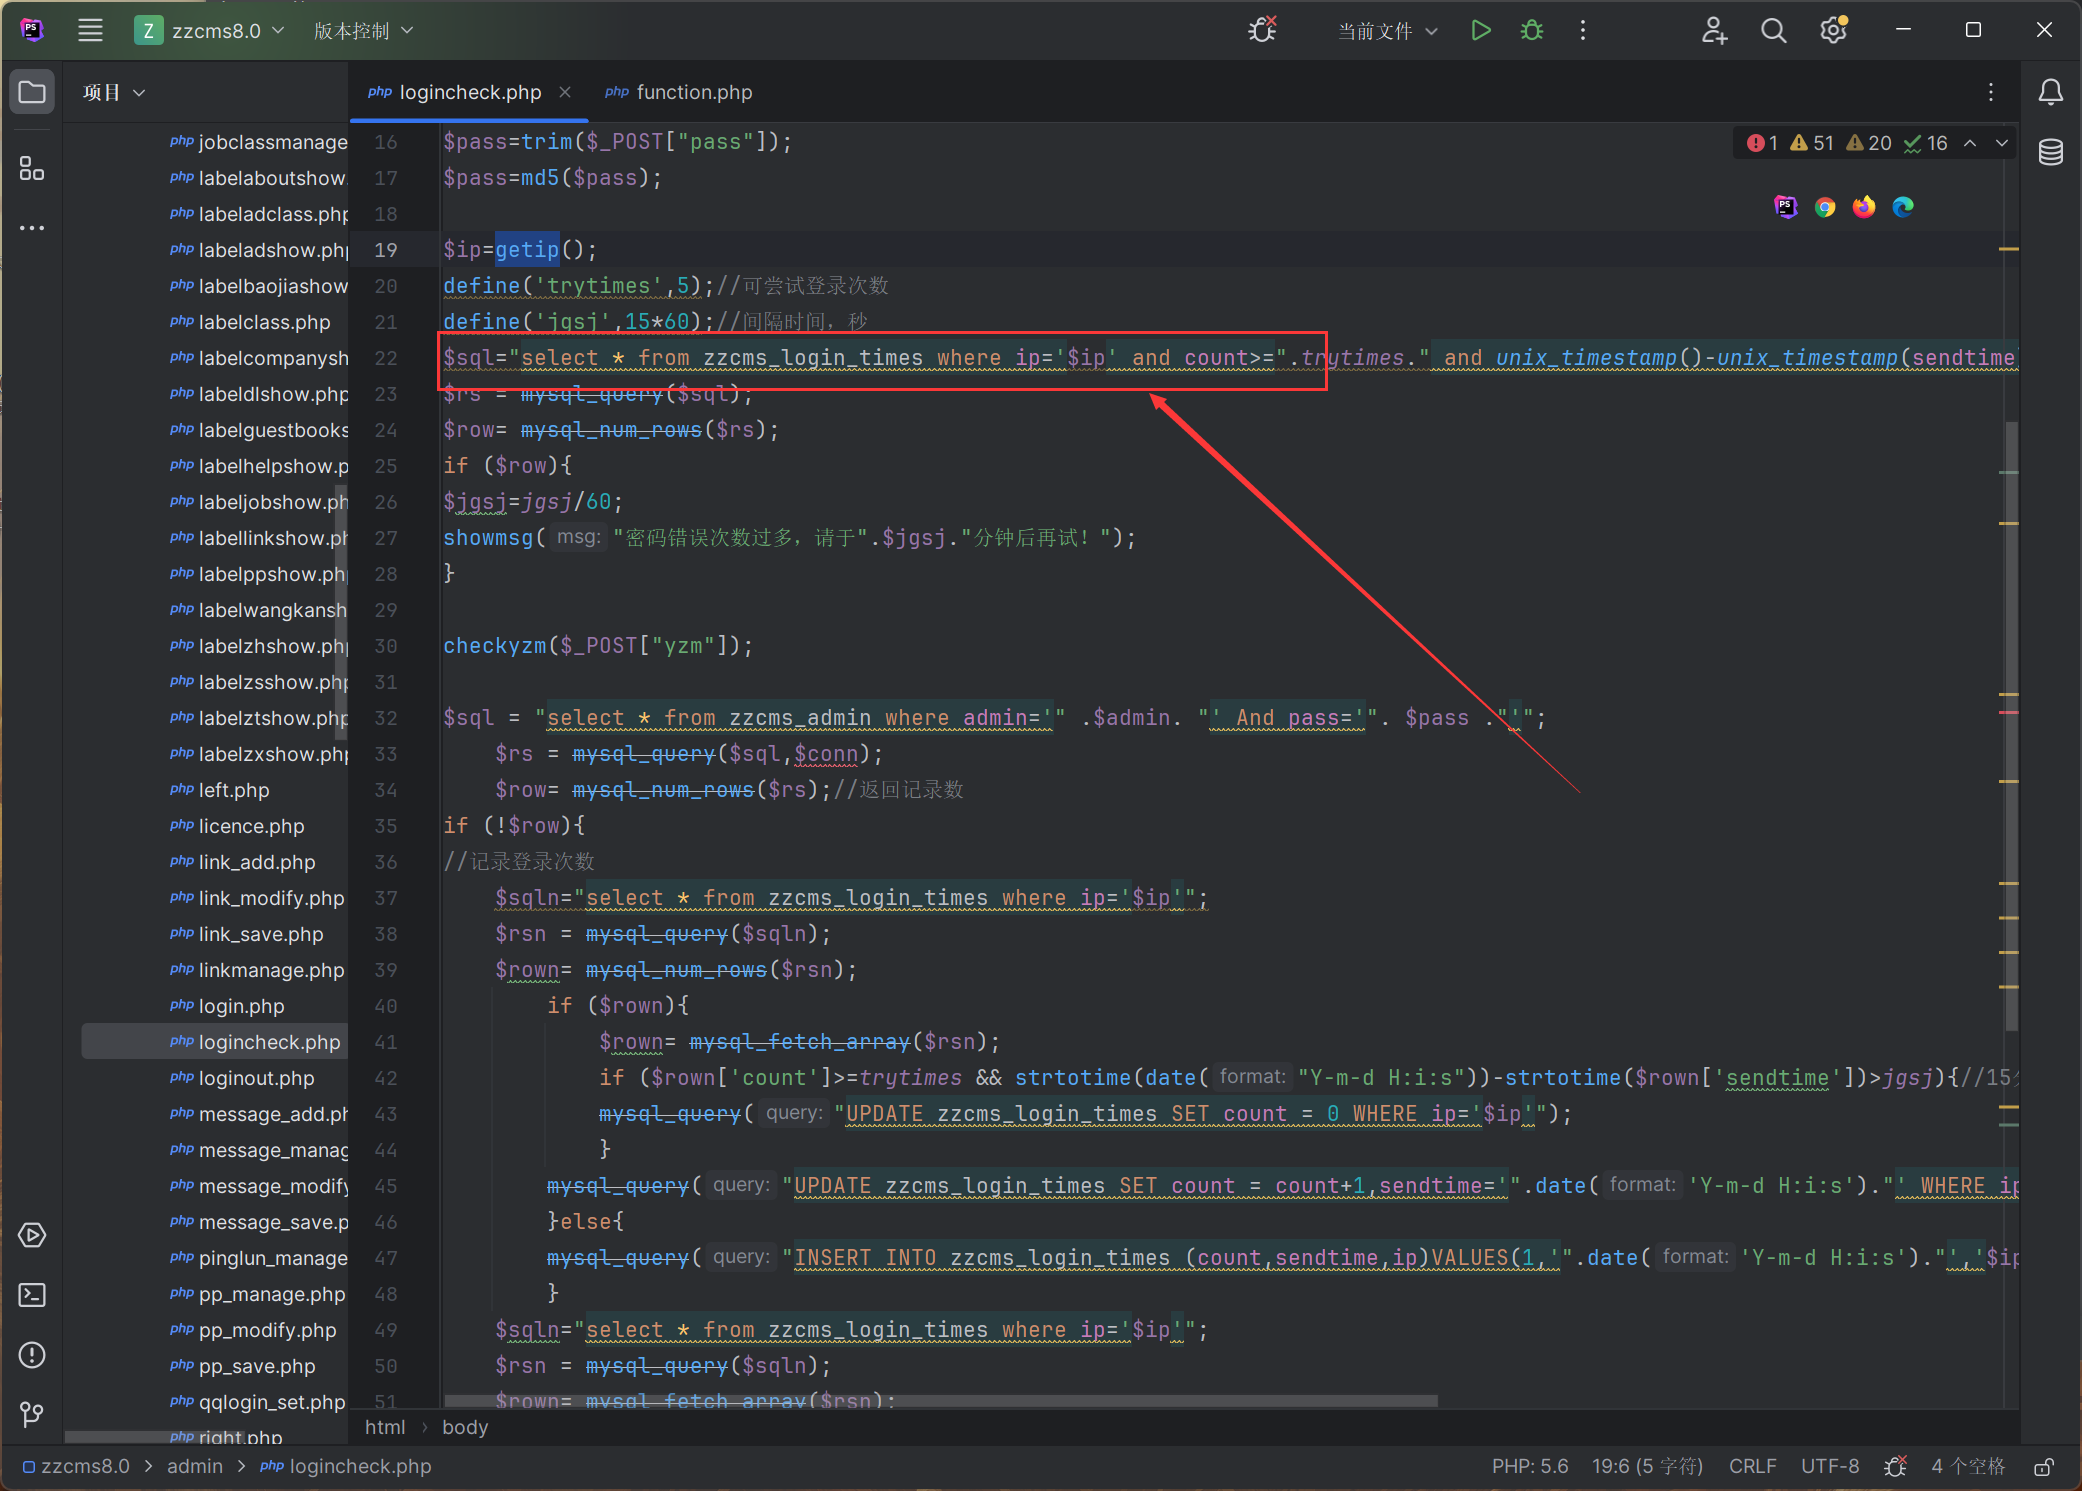 PS
Z zzcms8.0 版本控制 当前文件
项目
php logincheck.php php function.php
php jobclassmanage
php labelaboutshow.
php labeladclass.php
php labeladshow.php
php labelbaojiashow
php labelclass.php
php labelcompanysh
php labeldlshow.php
php labelguestbooks
php labelhelpshow.p
php labeljobshow.ph
php labellinkshow.ph
php labelppshow.php
php labelwangkansh
php labelzhshow.php
php labelzsshow.php
php labelztshow.php
php labelzxshow.php
php left.php
php licence.php
php link_add.php
php link_modify.php
php link_save.php
php linkmanage.php
php login.php
php logincheck.php
php loginout.php
php message_add.ph
php message_manag
php message_modify
php message_save.p
php pinglun_manage
php pp_manage.php
php pp_modify.php
php pp_save.php
php qqlogin_set.php
php right.php
1 51 20 16
PS
16 $pass=trim($_POST["pass"]);
17 $pass=md5($pass);
18
19 $ip=getip();
20 define('trytimes',5);//可尝试登录次数
21 define('jgsj',15*60);//间隔时间，秒
22 $sql="select * from zzcms_login_times where ip='$ip' and count>=".trytimes." and unix_timestamp()-unix_timestamp(sendtime
23 $rs = mysql_query($sql);
24 $row= mysql_num_rows($rs);
25 if ($row){
26 $jgsj=jgsj/60;
27 showmsg( msg: "密码错误次数过多，请于".$jgsj."分钟后再试！");
28 }
29
30 checkyzm($_POST["yzm"]);
31
32 $sql = "select * from zzcms_admin where admin='" .$admin. "' And pass='". $pass ."'";
33 $rs = mysql_query($sql,$conn);
34 $row= mysql_num_rows($rs);//返回记录数
35 if (!$row){
36 //记录登录次数
37 $sqln="select * from zzcms_login_times where ip='$ip'";
38 $rsn = mysql_query($sqln);
39 $rown= mysql_num_rows($rsn);
40 if ($rown){
41 $rown= mysql_fetch_array($rsn);
42 if ($rown['count']>=trytimes && strtotime(date( format: "Y-m-d H:i:s"))-strtotime($rown['sendtime'])>jgsj){//15
43 mysql_query( query: "UPDATE zzcms_login_times SET count = 0 WHERE ip='$ip'");
44 }
45 mysql_query( query: "UPDATE zzcms_login_times SET count = count+1,sendtime='".date( format: 'Y-m-d H:i:s')."' WHERE ip
46 }else{
47 mysql_query( query: "INSERT INTO zzcms_login_times (count,sendtime,ip)VALUES(1,'".date( format: 'Y-m-d H:i:s')."','$ip
48 }
49 $sqln="select * from zzcms_login_times where ip='$ip'";
50 $rsn = mysql_query($sqln);
51 $rown= mysql_fetch_array($rsn);
html › body
zzcms8.0 > admin > php logincheck.php PHP: 5.6 19:6 (5 字符) CRLF UTF-8 4 个空格